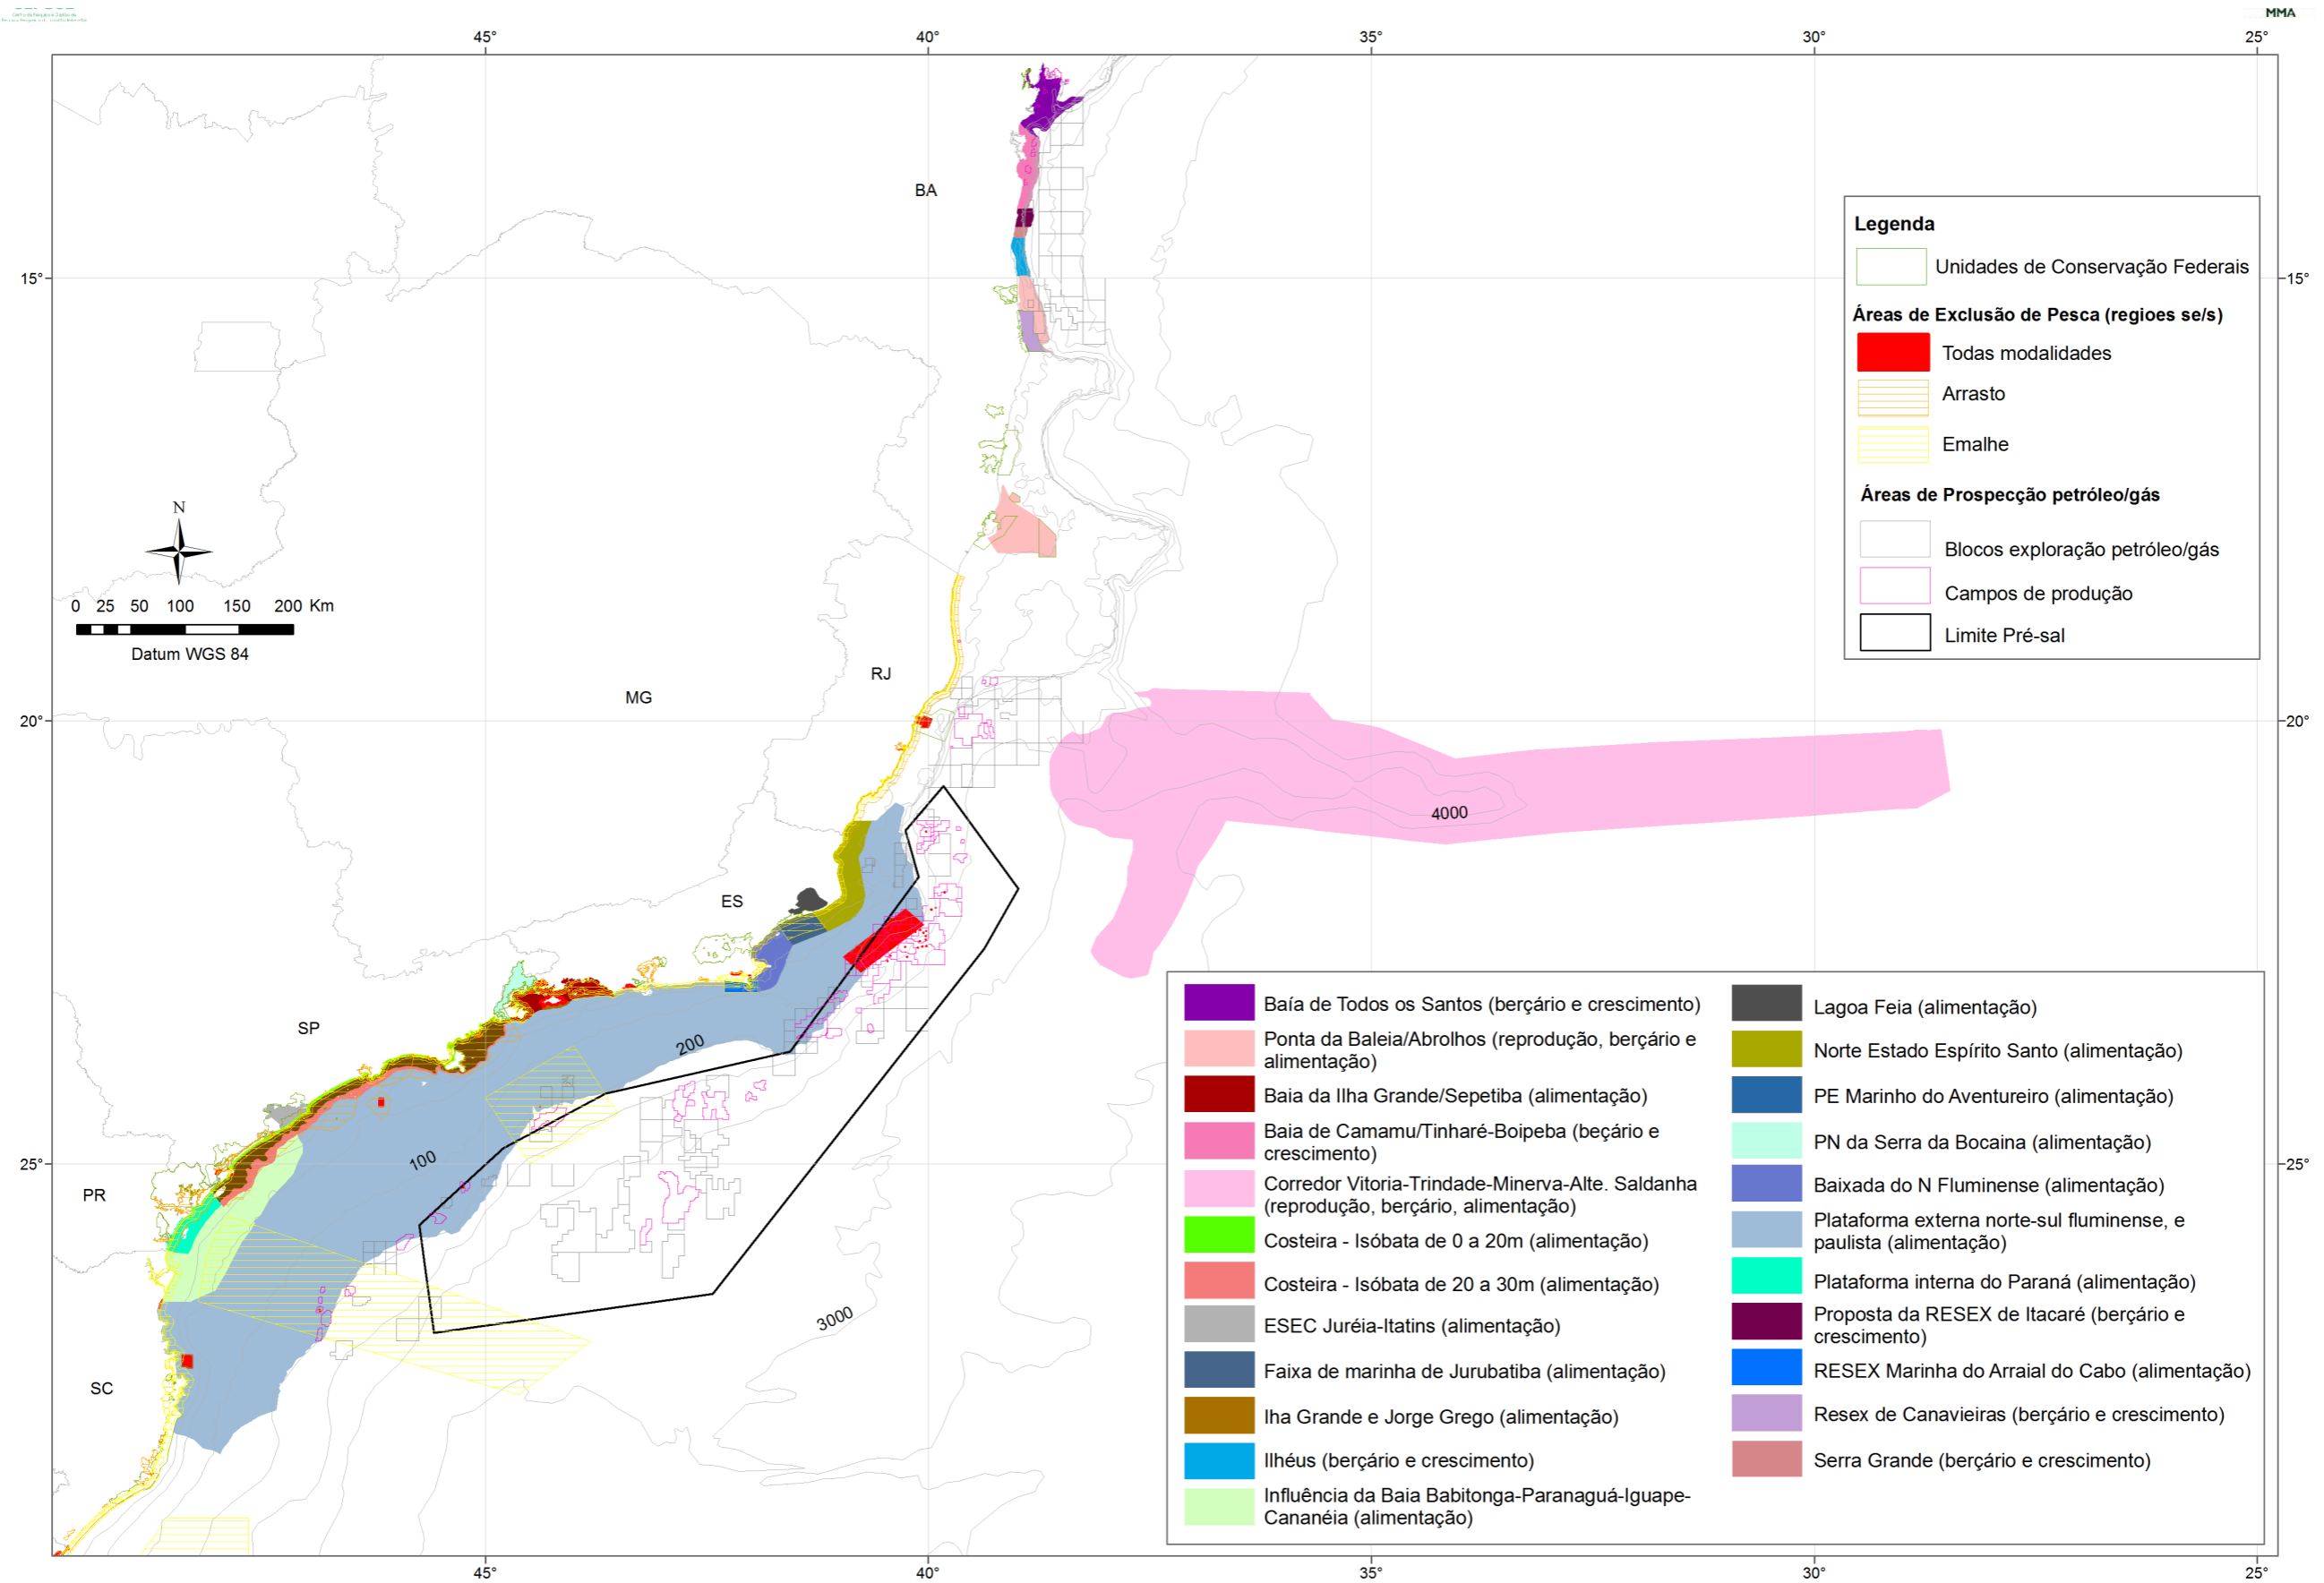 MMA
45°
40°
35°
30°
25°
BA
Legenda
Unidades de Conservação Federais
Áreas de Exclusão de Pesca (regioes se/s)
Todas modalidades
Arrasto
Emalhe
Áreas de Prospecção petróleo/gás
Blocos exploração petróleo/gás
Campos de produção
Limite Pré-sal
15°
15°
N
0 25 50 100 150 200 Km
Datum WGS 84
RJ
MG
20°
20°
4000
ES
SP
200
100
25°
25°
PR
3000
SC
Baía de Todos os Santos (berçário e crescimento)
Ponta da Baleia/Abrolhos (reprodução, berçário e
alimentação)
Baia da Ilha Grande/Sepetiba (alimentação)
Baia de Camamu/Tinharé-Boipeba (beçário e
crescimento)
Corredor Vitoria-Trindade-Minerva-Alte. Saldanha
(reprodução, berçário, alimentação)
Costeira - Isóbata de 0 a 20m (alimentação)
Costeira - Isóbata de 20 a 30m (alimentação)
ESEC Juréia-Itatins (alimentação)
Faixa de marinha de Jurubatiba (alimentação)
Iha Grande e Jorge Grego (alimentação)
Ilhéus (berçário e crescimento)
Influência da Baia Babitonga-Paranaguá-Iguape-
Cananéia (alimentação)
Lagoa Feia (alimentação)
Norte Estado Espírito Santo (alimentação)
PE Marinho do Aventureiro (alimentação)
PN da Serra da Bocaina (alimentação)
Baixada do N Fluminense (alimentação)
Plataforma externa norte-sul fluminense, e
paulista (alimentação)
Plataforma interna do Paraná (alimentação)
Proposta da RESEX de Itacaré (berçário e
crescimento)
RESEX Marinha do Arraial do Cabo (alimentação)
Resex de Canavieiras (berçário e crescimento)
Serra Grande (berçário e crescimento)
45°
40°
35°
30°
25°